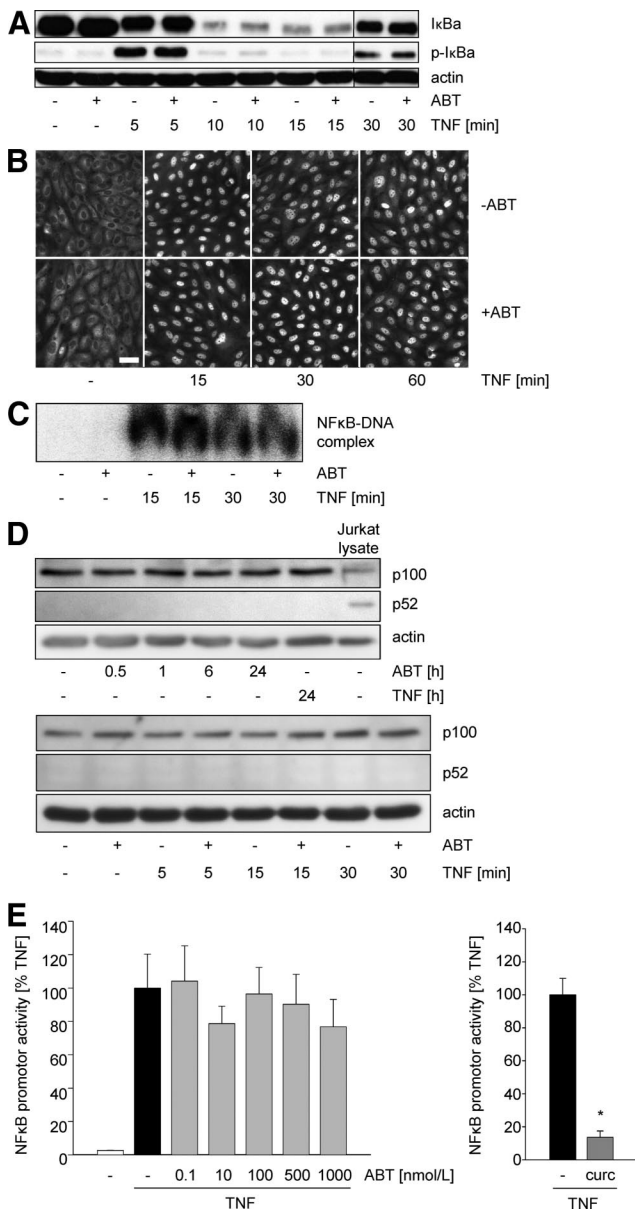 A
IκBa
p-IκBa
actin
- + - + - + - + - + ABT
- - 5 5 10 10 15 15 30 30 TNF [min]
B
-ABT
+ABT
- 15 30 60 TNF [min]
C
NFκB-DNA
complex
- + - + - + ABT
- - 15 15 30 30 TNF [min]
D
Jurkat
lysate
p100
p52
actin
- 0.5 1 6 24 - - ABT [h]
- - - - - 24 - TNF [h]
p100
p52
actin
- + - + - + - + ABT
- - 5 5 15 15 30 30 TNF [min]
E
NFκB promotor activity [% TNF]
140
120
100
80
60
40
20
0
- - 0.1 10 100 500 1000 ABT [nmol/L]
TNF
NFκB promotor activity [% TNF]
140
120
100
80
60
40
20
0
*
- curc
TNF